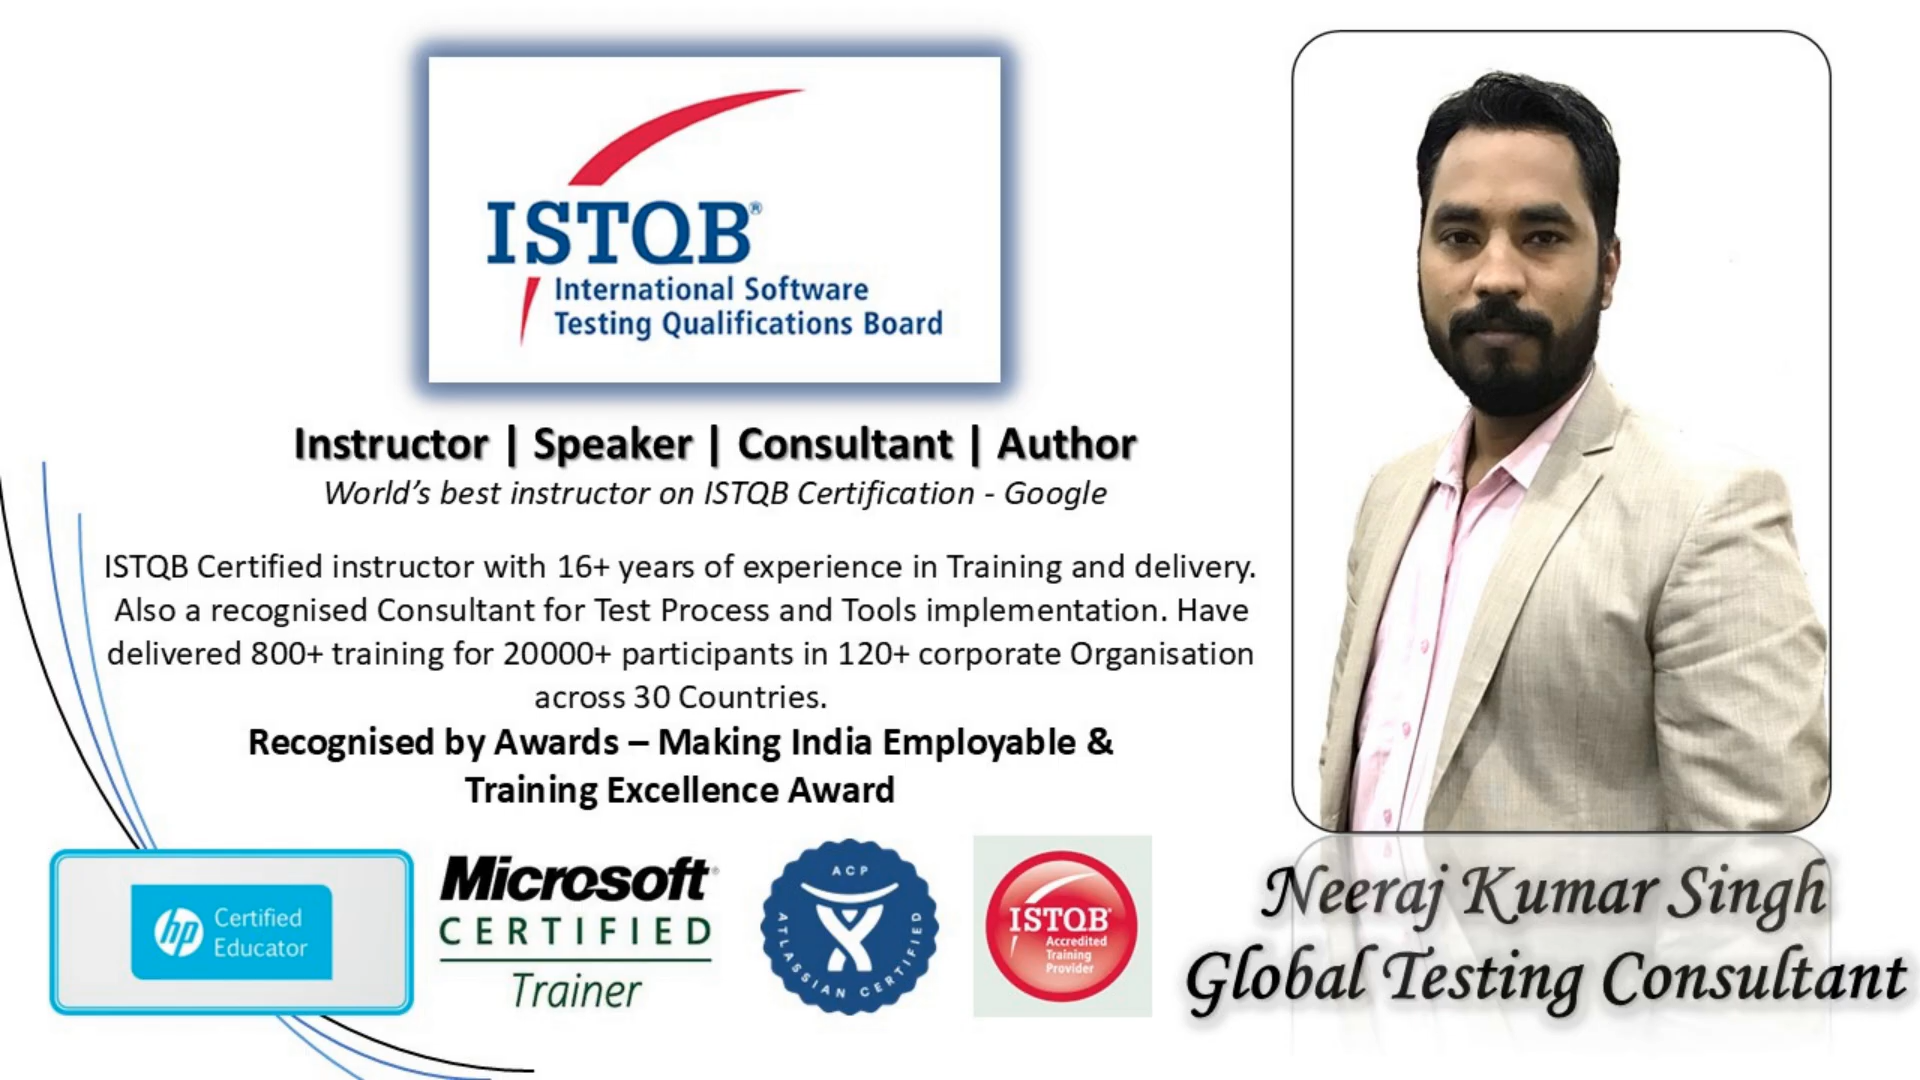 ISTQB®
International Software
Testing Qualifications Board
Instructor | Speaker | Consultant | Author
World's best instructor on ISTQB Certification - Google
ISTQB Certified instructor with 16+ years of experience in Training and delivery.
Also a recognised Consultant for Test Process and Tools implementation. Have
delivered 800+ training for 20000+ participants in 120+ corporate Organisation
across 30 Countries.
Recognised by Awards – Making India Employable &
Training Excellence Award
hp
Certified
Educator
Microsoft®
CERTIFIED
Trainer
ACP
ATLASSIAN CERTIFIED
ISTQB®
Accredited
Training
Provider
Neeraj Kumar Singh
Global Testing Consultant